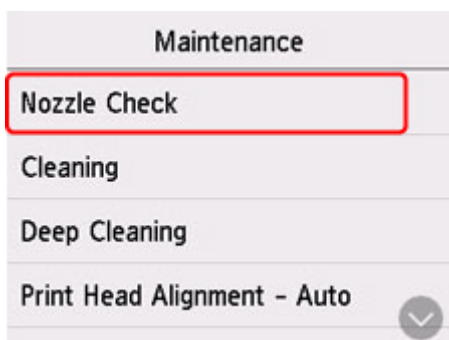 Maintenance
Nozzle Check
Cleaning
Deep Cleaning
Print Head Alignment - Auto